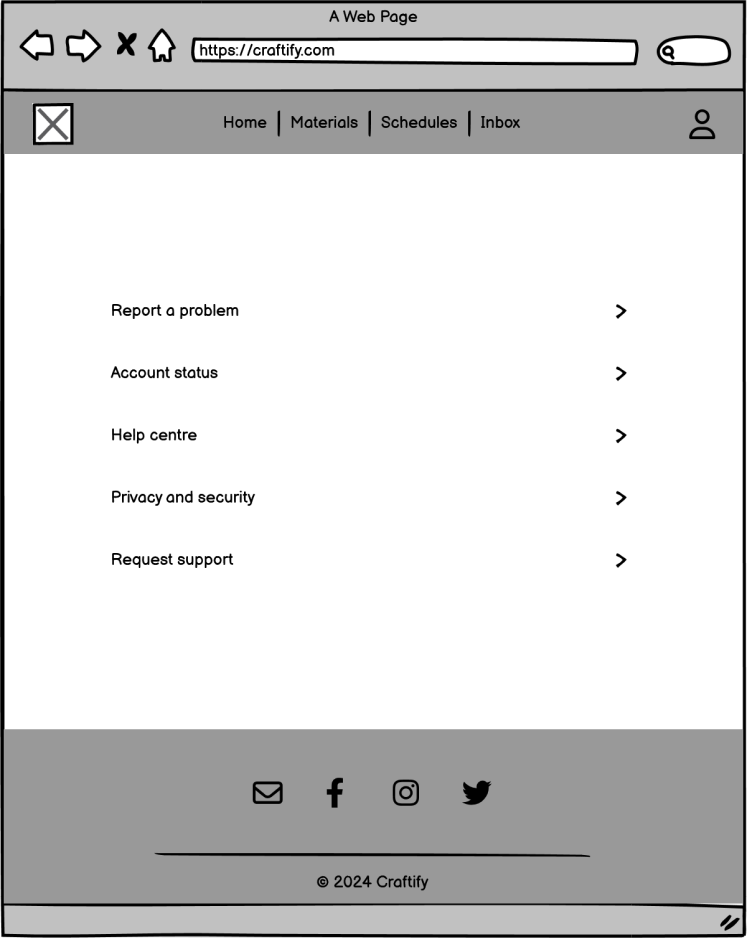 A Web Page
https://craftify.com
Home | Materials | Schedules | Inbox
Report a problem
Account status
Help centre
Privacy and security
Request support
© 2024 Craftify